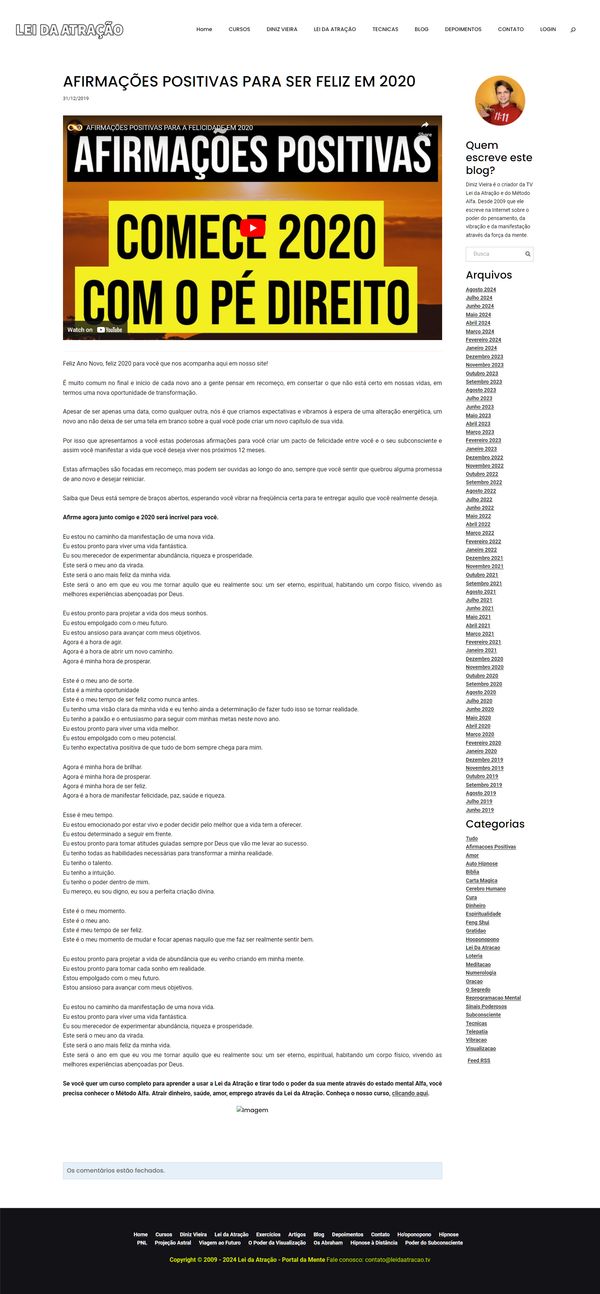 LEI DA ATRAÇÃO
Home CURSOS DINIZ VIEIRA LEI DA ATRAÇÃO TECNICAS BLOG DEPOIMENTOS CONTATO LOGIN
AFIRMAÇÕES POSITIVAS PARA SER FELIZ EM 2020
31/12/2019
AFIRMAÇÕES POSITIVAS PARA A FELICIDADE EM 2020
Share
AFIRMAÇÕES POSITIVAS
COMECE 2020
COM O PÉ DIREITO
Watch on YouTube
Feliz Ano Novo, feliz 2020 para você que nos acompanha aqui em nosso site!
É muito comum no final e inicio de cada novo ano a gente pensar em recomeço, em consertar o que não está certo em nossas vidas, em
termos uma nova oportunidade de transformação.
Apesar de ser apenas uma data, como qualquer outra, nós é que criamos expectativas e vibramos à espera de uma alteração energética, um
novo ano não deixa de ser uma tela em branco a qual você pode criar um novo capítulo de sua vida.
Por isso que apresentamos a você estas poderosas afirmações para você criar um pacto de felicidade entre você e o seu subconsciente e
assim você manifestar a vida que você deseja viver nos próximos 12 meses.
Estas afirmações são focadas em recomeço, mas podem ser ouvidas ao longo do ano, sempre que você sentir que quebrou alguma promessa
de ano novo e desejar reiniciar.
Saiba que Deus está sempre de braços abertos, esperando você vibrar na freqüência certa para te entregar aquilo que você realmente deseja.
Afirme agora junto comigo e 2020 será incrível para você.
Eu estou no caminho da manifestação de uma nova vida.
Eu estou pronto para viver uma vida fantástica.
Eu sou merecedor de experimentar abundância, riqueza e prosperidade.
Este será o meu ano da virada.
Este será o ano mais feliz da minha vida.
Este será o ano em que eu vou me tornar aquilo que eu realmente sou: um ser eterno, espiritual, habitando um corpo físico, vivendo as
melhores experiências abençoadas por Deus.
Eu estou pronto para projetar a vida dos meus sonhos.
Eu estou empolgado com o meu futuro.
Eu estou ansioso para avançar com meus objetivos.
Agora é a hora de agir.
Agora é a hora de abrir um novo caminho.
Agora é minha hora de prosperar.
Este é o meu ano de sorte.
Esta é a minha oportunidade
Este é o meu tempo de ser feliz como nunca antes.
Eu tenho uma visão clara da minha vida e eu tenho ainda a determinação de fazer tudo isso se tornar realidade.
Eu tenho a paixão e o entusiasmo para seguir com minhas metas neste novo ano.
Eu estou pronto para viver uma vida melhor.
Eu estou empolgado com o meu potencial.
Eu tenho expectativa positiva de que tudo de bom sempre chega para mim.
Agora é minha hora de brilhar.
Agora é minha hora de prosperar.
Agora é minha hora de ser feliz.
Agora é a hora de manifestar felicidade, paz, saúde e riqueza.
Esse é meu tempo.
Eu estou emocionado por estar vivo e poder decidir pelo melhor que a vida tem a oferecer.
Eu estou determinado a seguir em frente.
Eu estou pronto para tomar atitudes guiadas sempre por Deus que vão me levar ao sucesso.
Eu tenho todas as habilidades necessárias para transformar a minha realidade.
Eu tenho o talento.
Eu tenho a intuição.
Eu tenho o poder dentro de mim.
Eu mereço, eu sou digno, eu sou a perfeita criação divina.
Este é o meu momento.
Este é o meu ano.
Este é meu tempo de ser feliz.
Este é o meu momento de mudar e focar apenas naquilo que me faz ser realmente sentir bem.
Eu estou pronto para projetar a vida de abundância que eu venho criando em minha mente.
Eu estou pronto para tornar cada sonho em realidade.
Estou empolgado com o meu futuro.
Estou ansioso para avançar com meus objetivos.
Eu estou no caminho da manifestação de uma nova vida.
Eu estou pronto para viver uma vida fantástica.
Eu sou merecedor de experimentar abundância, riqueza e prosperidade.
Este será o meu ano da virada.
Este será o ano mais feliz da minha vida.
Este será o ano em que eu vou me tornar aquilo que eu realmente sou: um ser eterno, espiritual, habitando um corpo físico, vivendo as
melhores experiências abençoadas por Deus.
Se você quer um curso completo para aprender a usar a Lei da Atração e tirar todo o poder da sua mente através do estado mental Alfa, você
precisa conhecer o Método Alfa. Atrair dinheiro, saúde, amor, emprego através da Lei da Atração. Conheça o nosso curso, clicando aqui.
Imagem
Os comentários estão fechados.
11:11
Quem
escreve este
blog?
Diniz Vieira é o criador da TV
Lei da Atração e do Método
Alfa. Desde 2009 que ele
escreve na Internet sobre o
poder do pensamento, da
vibração e da manifestação
através da força da mente.
Busca
Arquivos
Agosto 2024
Julho 2024
Junho 2024
Maio 2024
Abril 2024
Março 2024
Fevereiro 2024
Janeiro 2024
Dezembro 2023
Novembro 2023
Outubro 2023
Setembro 2023
Agosto 2023
Julho 2023
Junho 2023
Maio 2023
Abril 2023
Março 2023
Fevereiro 2023
Janeiro 2023
Dezembro 2022
Novembro 2022
Outubro 2022
Setembro 2022
Agosto 2022
Julho 2022
Junho 2022
Maio 2022
Abril 2022
Março 2022
Fevereiro 2022
Janeiro 2022
Dezembro 2021
Novembro 2021
Outubro 2021
Setembro 2021
Agosto 2021
Julho 2021
Junho 2021
Maio 2021
Abril 2021
Março 2021
Fevereiro 2021
Janeiro 2021
Dezembro 2020
Novembro 2020
Outubro 2020
Setembro 2020
Agosto 2020
Julho 2020
Junho 2020
Maio 2020
Abril 2020
Março 2020
Fevereiro 2020
Janeiro 2020
Dezembro 2019
Novembro 2019
Outubro 2019
Setembro 2019
Agosto 2019
Julho 2019
Junho 2019
Categorias
Tudo
Afirmacoes Positivas
Amor
Auto Hipnose
Biblia
Carta Magica
Cerebro Humano
Cura
Dinheiro
Espiritualidade
Feng Shui
Gratidao
Hooponopono
Lei Da Atracao
Loteria
Meditacao
Numerologia
Oracao
O Segredo
Reprogramacao Mental
Sinais Poderosos
Subconsciente
Tecnicas
Telepatia
Vibracao
Visualizacao
Feed RSS
Home Cursos Diniz Vieira Lei da Atração Exercícios Artigos Blog Depoimentos Contato Ho'oponopono Hipnose
PNL Projeção Astral Viagem ao Futuro O Poder da Visualização Os Abraham Hipnose à Distância Poder do Subconsciente
Copyright © 2009 - 2024 Lei da Atração - Portal da Mente Fale conosco: contato@leidaatracao.tv